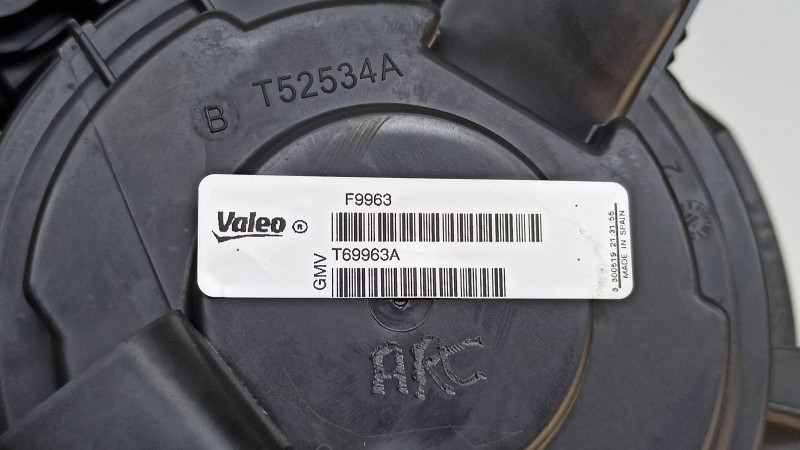 B T52534A
F9963
Valeo ®
GMV T69963A
3 300519 21:31:55
MADE IN SPAIN
ARC